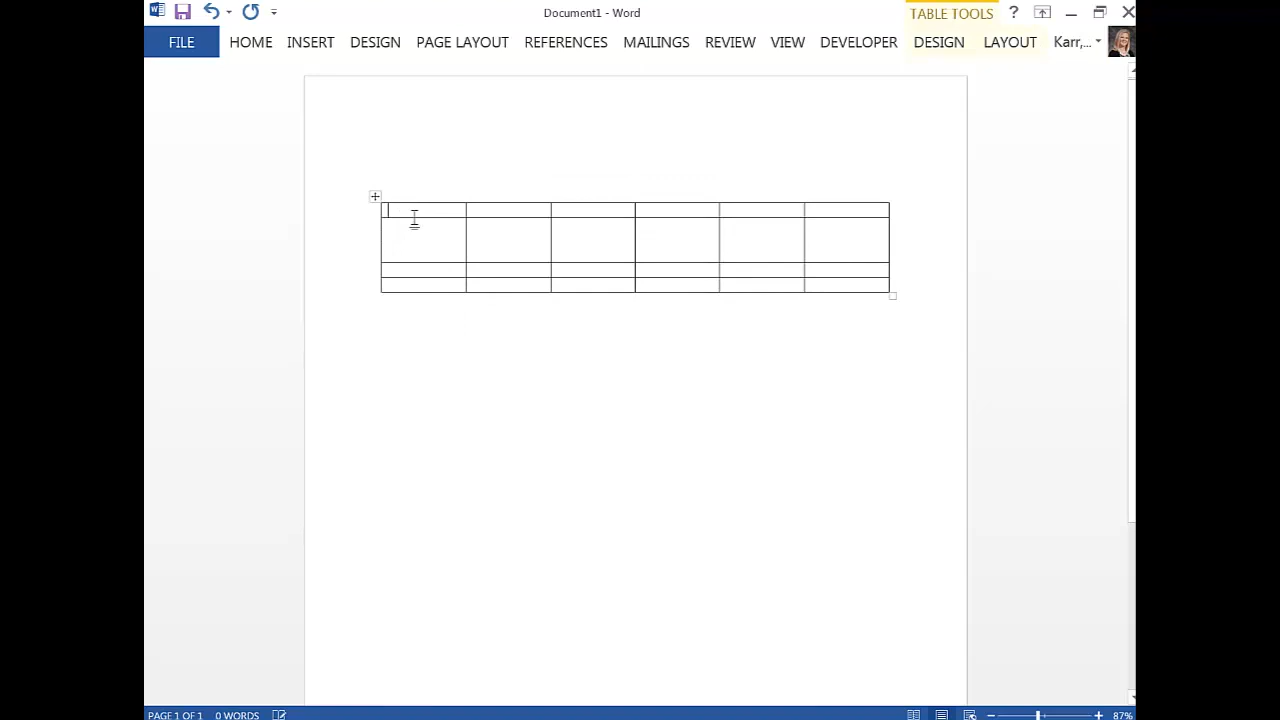 Document1 - Word
TABLE TOOLS
?
FILE
HOME
INSERT
DESIGN
PAGE LAYOUT
REFERENCES
MAILINGS
REVIEW
VIEW
DEVELOPER
DESIGN
LAYOUT
Karr,...
PAGE 1 OF 1
0 WORDS
87%